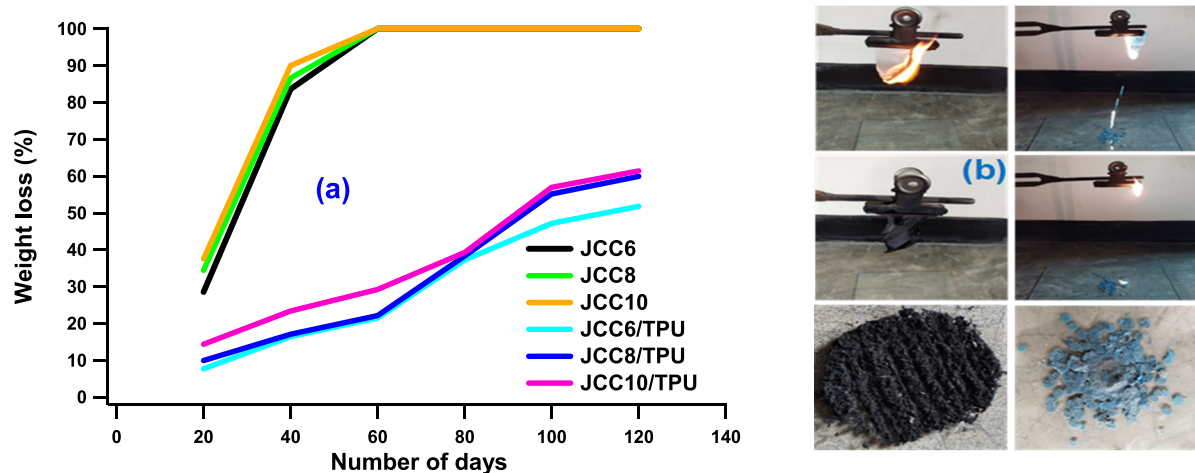 100
90
80
70
60
50
40
30
20
10
0
Weight loss (%)
(a)
JCC6
JCC8
JCC10
JCC6/TPU
JCC8/TPU
JCC10/TPU
0 20 40 60 80 100 120 140
Number of days
(b)